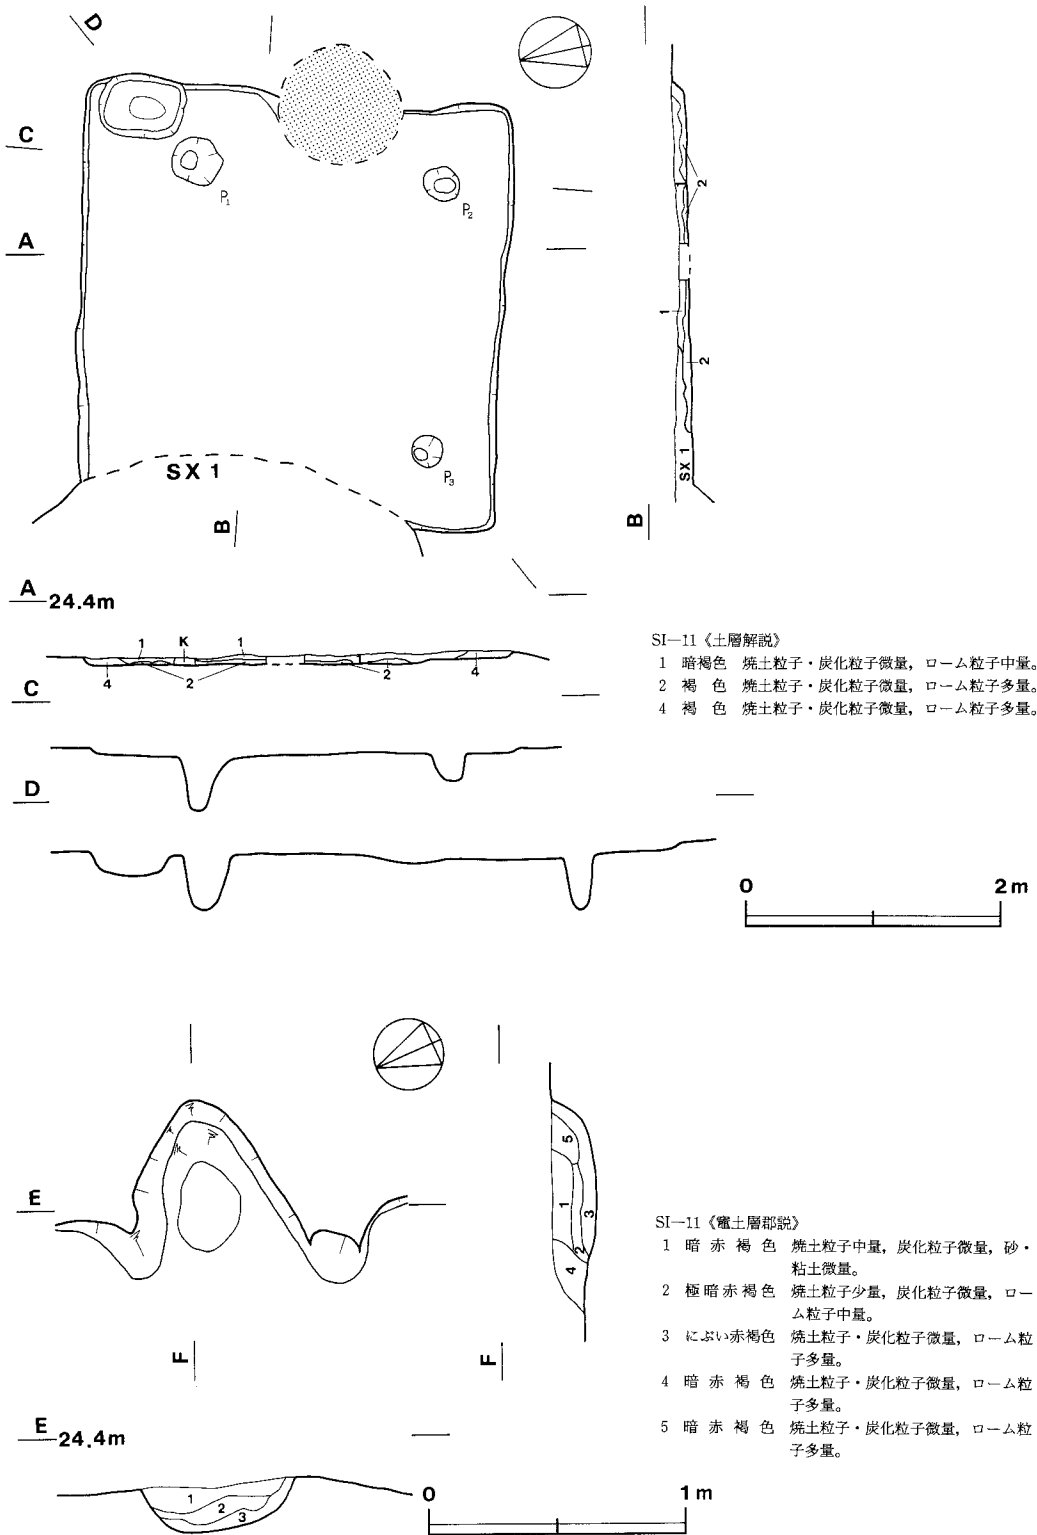 D
C
P1
P2
A
2
1
2
P3
SX 1
SX 1
B
B
A 24.4m
1 K 1
4 2 2 4
C
SI—11《土層解説》
1 暗褐色 焼土粒子・炭化粒子微量，ローム粒子中量。
2 褐色 焼土粒子・炭化粒子微量，ローム粒子多量。
4 褐色 焼土粒子・炭化粒子微量，ローム粒子多量。
D
0 2m
E
5
1
3
2
4
F
F
SI—11《竈土層郡説》
1 暗赤褐色 焼土粒子中量，炭化粒子微量，砂・
粘土微量。
2 極暗赤褐色 焼土粒子少量，炭化粒子微量，ロー
ム粒子中量。
3 にぶい赤褐色 焼土粒子・炭化粒子微量，ローム粒
子多量。
4 暗赤褐色 焼土粒子・炭化粒子微量，ローム粒
子多量。
5 暗赤褐色 焼土粒子・炭化粒子微量，ローム粒
子多量。
E 24.4m
1
2
3
0 1m